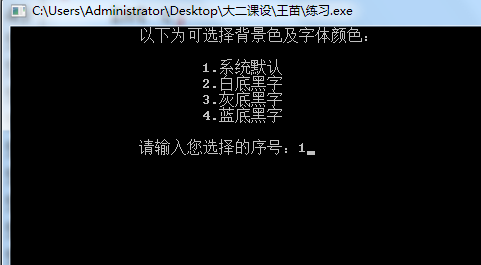 C:\Users\Administrator\Desktop\大二课设\王苗\练习.exe
以下为可选择背景色及字体颜色：
1.系统默认
2.白底黑字
3.灰底黑字
4.蓝底黑字
请输入您选择的序号：1